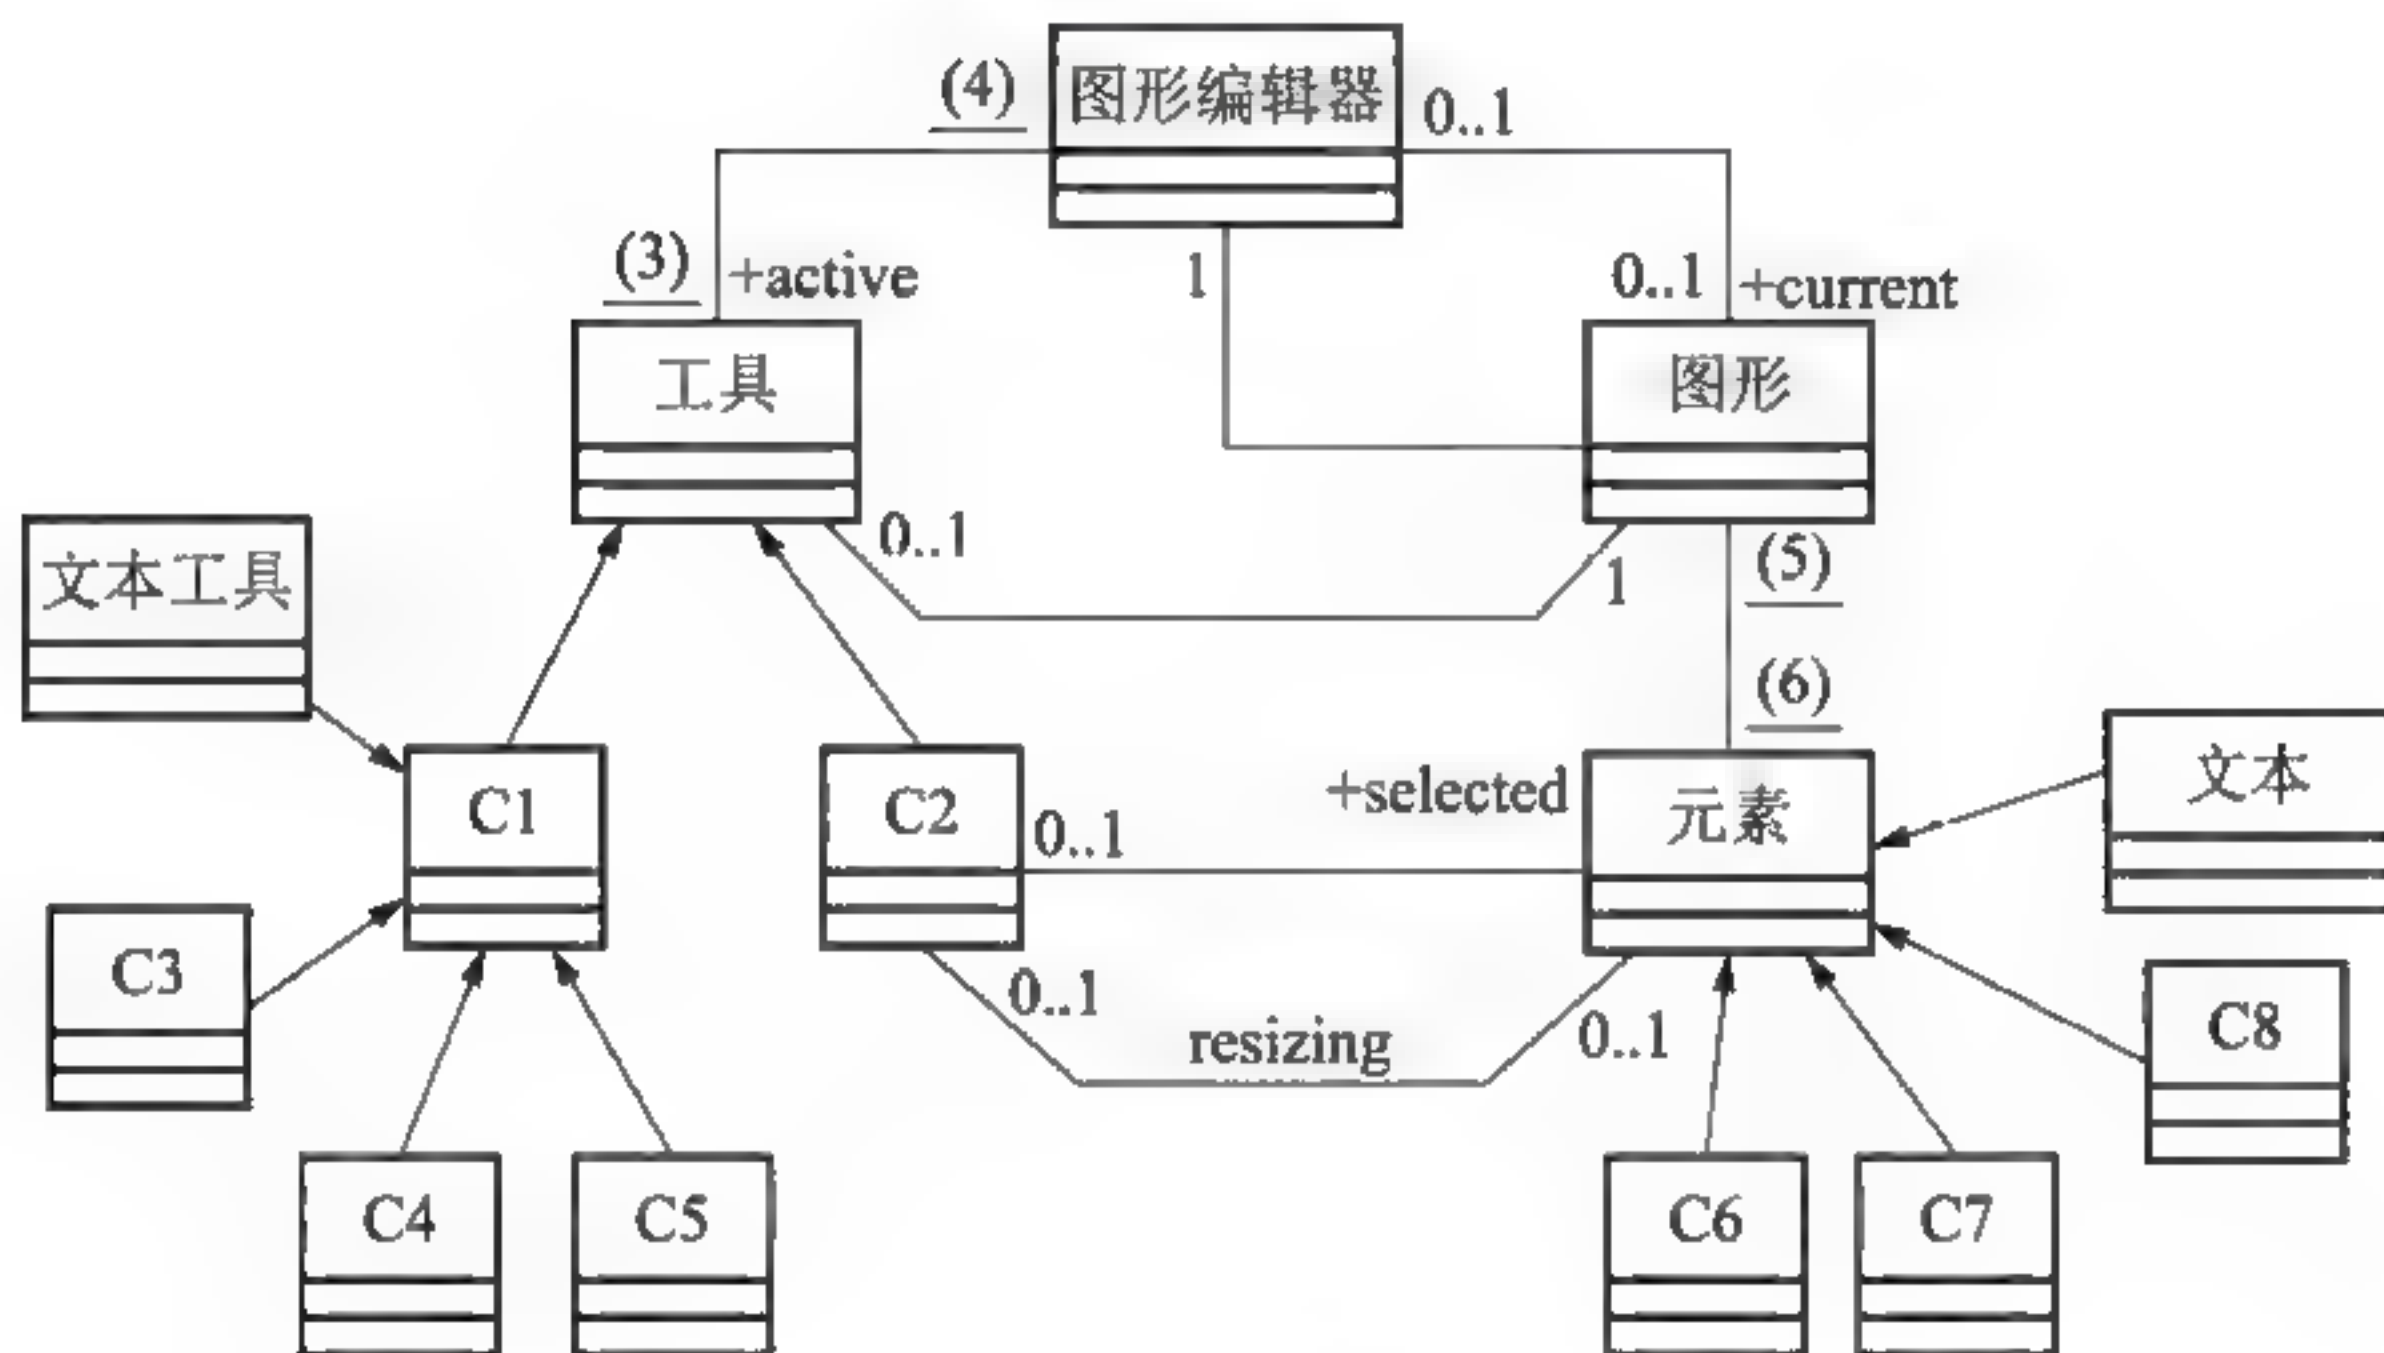 (4)
图形编辑器
0..1
(3)
+active
1
0..1
+current
工具
图形
文本工具
0..1
1
(5)
(6)
C1
C2
0..1
+selected
元素
文本
C3
0..1
resizing
0..1
C8
C4
C5
C6
C7